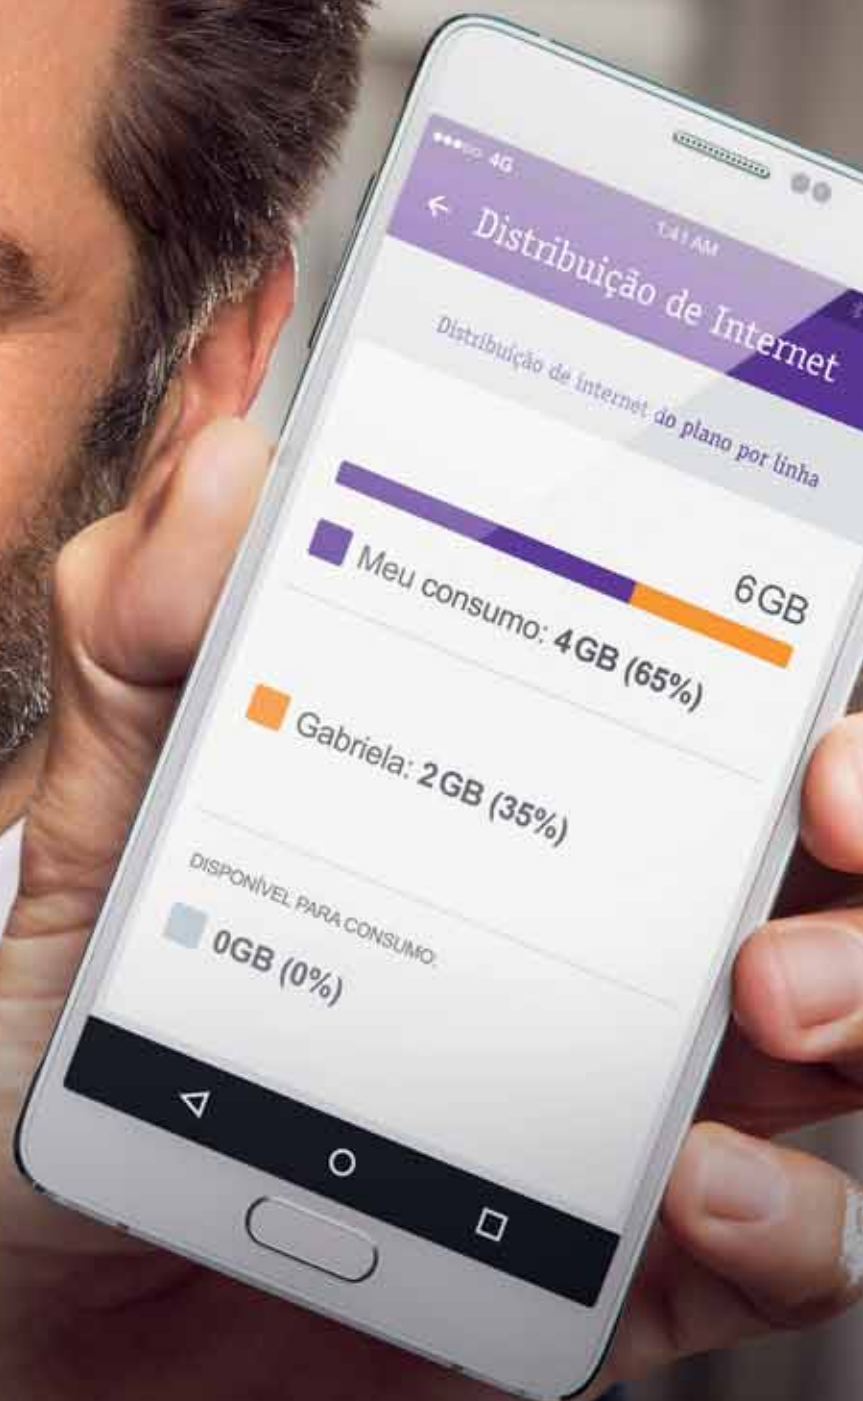 4G
1:41 AM
← Distribuição de Internet
Distribuição de internet do plano por linha
6GB
Meu consumo: 4GB (65%)
Gabriela: 2GB (35%)
DISPONÍVEL PARA CONSUMO:
0GB (0%)